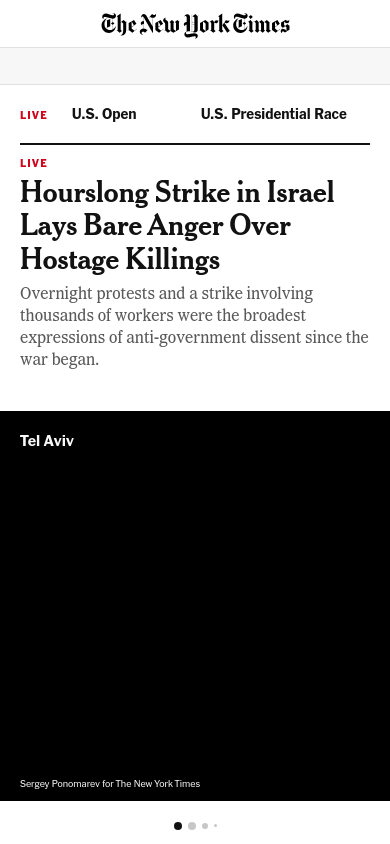 The New York Times
LIVE U.S. Open U.S. Presidential Race
LIVE
Hourslong Strike in Israel
Lays Bare Anger Over
Hostage Killings
Overnight protests and a strike involving
thousands of workers were the broadest
expressions of anti-government dissent since the
war began.
Tel Aviv
Sergey Ponomarev for The New York Times